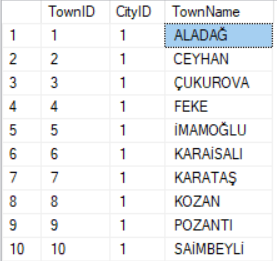 TownID CityID TownName
1 1 1 ALADAĞ
2 2 1 CEYHAN
3 3 1 ÇUKUROVA
4 4 1 FEKE
5 5 1 İMAMOĞLU
6 6 1 KARAİSALI
7 7 1 KARATAŞ
8 8 1 KOZAN
9 9 1 POZANTI
10 10 1 SAİMBEYLİ